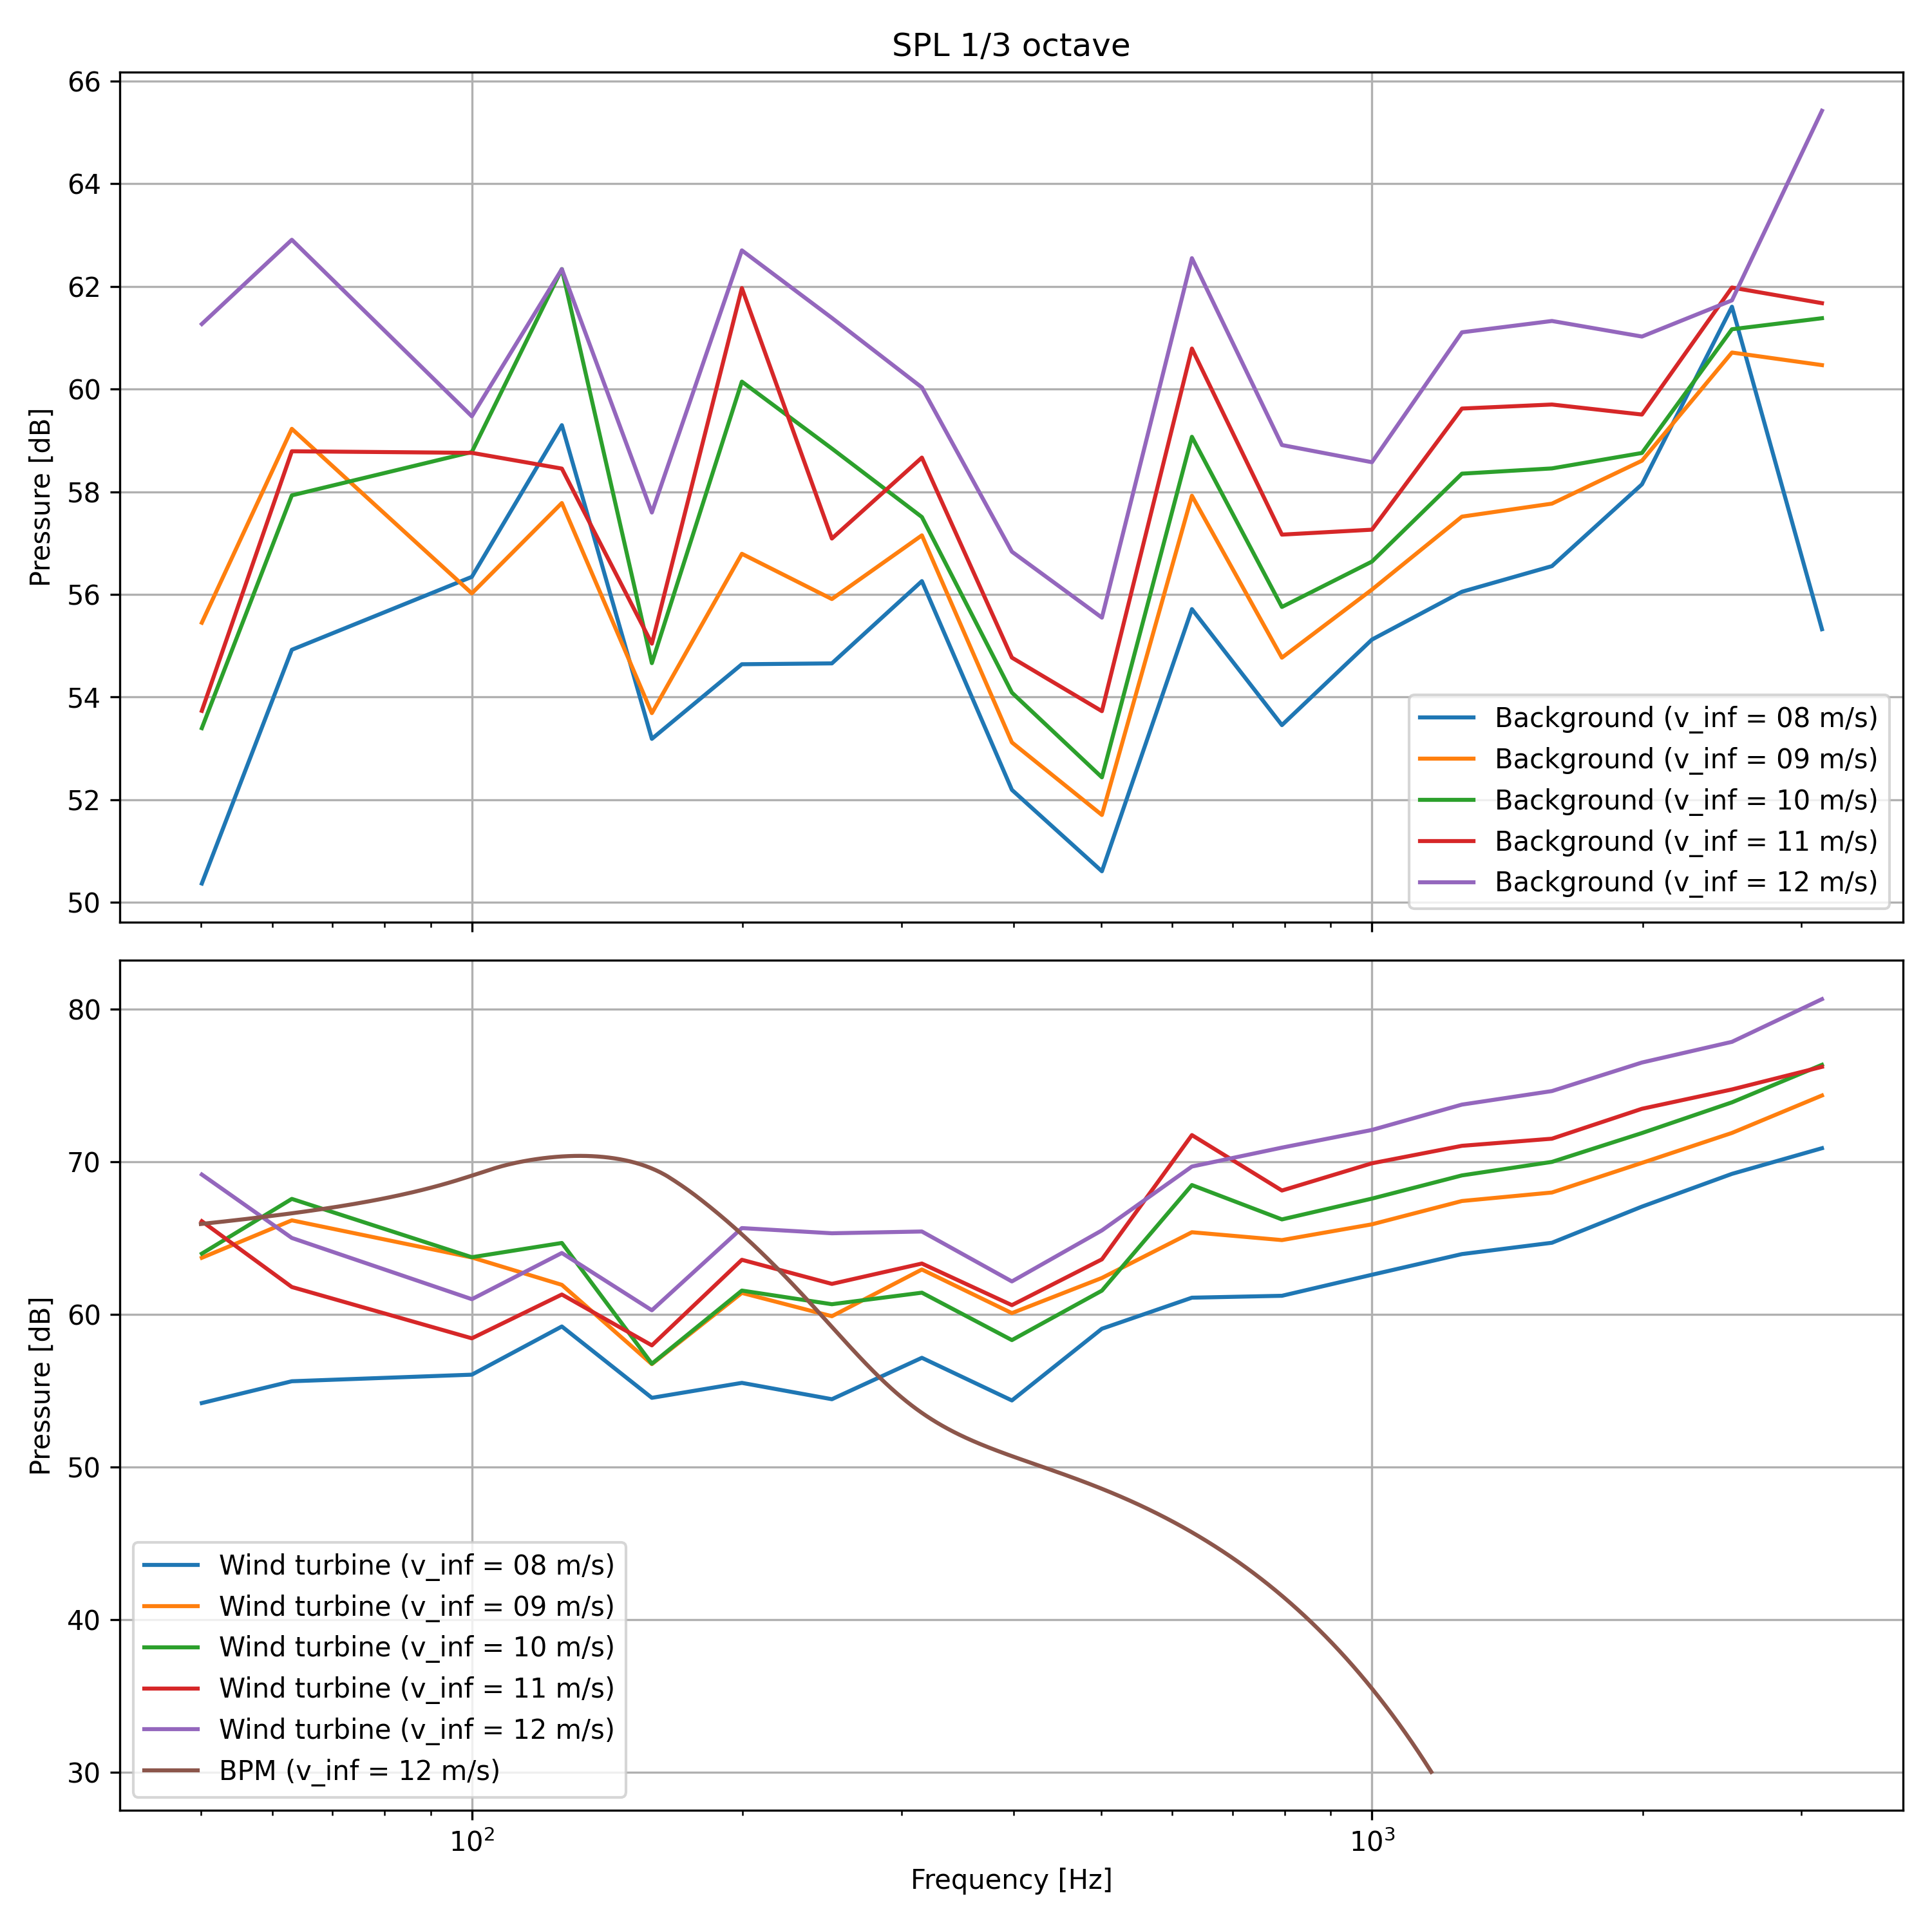 SPL 1/3 octave
66
64
62
60
58
56
54
52
50
Pressure [dB]
Background (v_inf = 08 m/s)
Background (v_inf = 09 m/s)
Background (v_inf = 10 m/s)
Background (v_inf = 11 m/s)
Background (v_inf = 12 m/s)
80
70
60
50
40
30
Pressure [dB]
Wind turbine (v_inf = 08 m/s)
Wind turbine (v_inf = 09 m/s)
Wind turbine (v_inf = 10 m/s)
Wind turbine (v_inf = 11 m/s)
Wind turbine (v_inf = 12 m/s)
BPM (v_inf = 12 m/s)
10² 10³
Frequency [Hz]